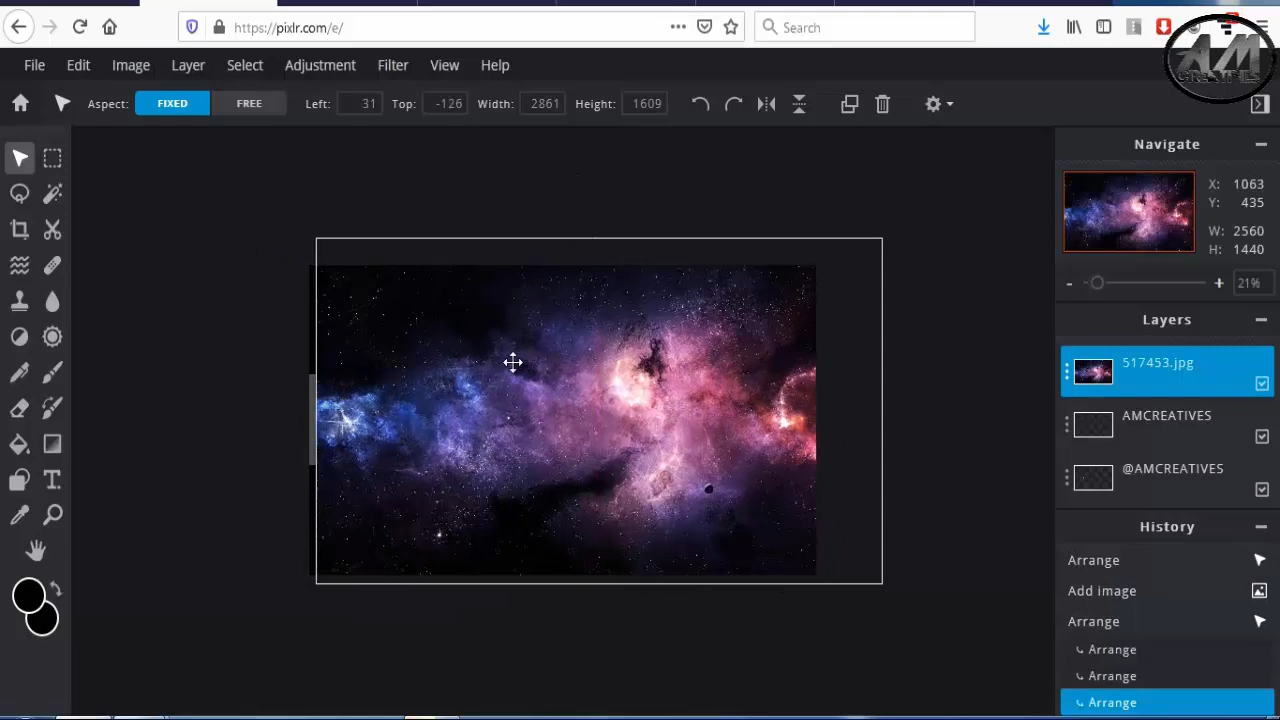 https://pixlr.com/e/
Search
AM
CREATIVES
File Edit Image Layer Select Adjustment Filter View Help
Aspect: FIXED FREE Left: 31 Top: -126 Width: 2861 Height: 1609
Navigate
X: 1063
Y: 435
W: 2560
H: 1440
- + 21%
Layers
517453.jpg
AMCREATIVES
@AMCREATIVES
History
Arrange
Add image
Arrange
Arrange
Arrange
Arrange